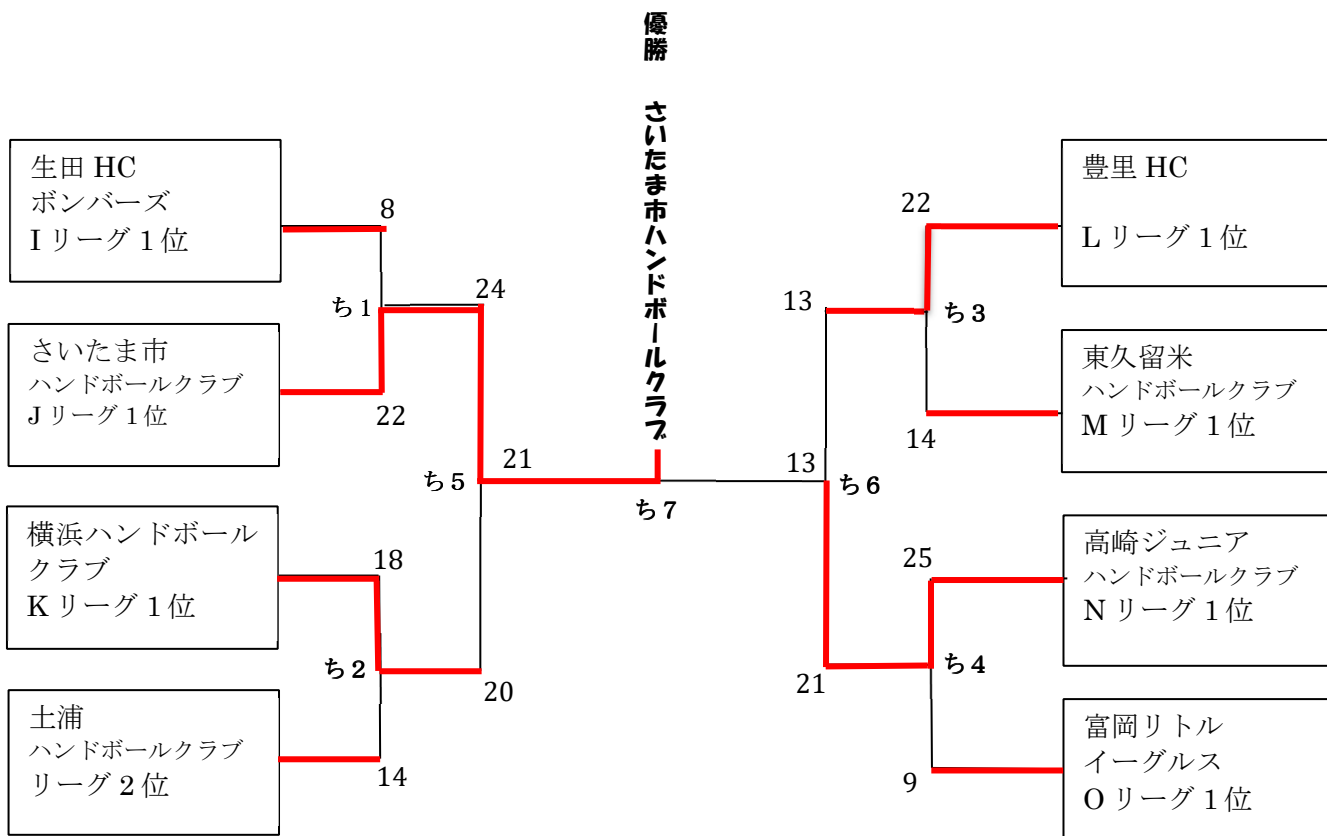 優勝　さいたま市ハンドボールクラブ
生田 HC
ボンバーズ
I リーグ 1 位
8
ち 1
24
さいたま市
ハンドボールクラブ
J リーグ 1 位
22
ち 5
21
横浜ハンドボール
クラブ
K リーグ 1 位
18
ち 2
20
土浦
ハンドボールクラブ
リーグ 2 位
14
ち 7
豊里 HC
L リーグ 1 位
22
13
ち 3
東久留米
ハンドボールクラブ
M リーグ 1 位
14
13
ち 6
高崎ジュニア
ハンドボールクラブ
N リーグ 1 位
25
ち 4
21
富岡リトル
イーグルス
O リーグ 1 位
9